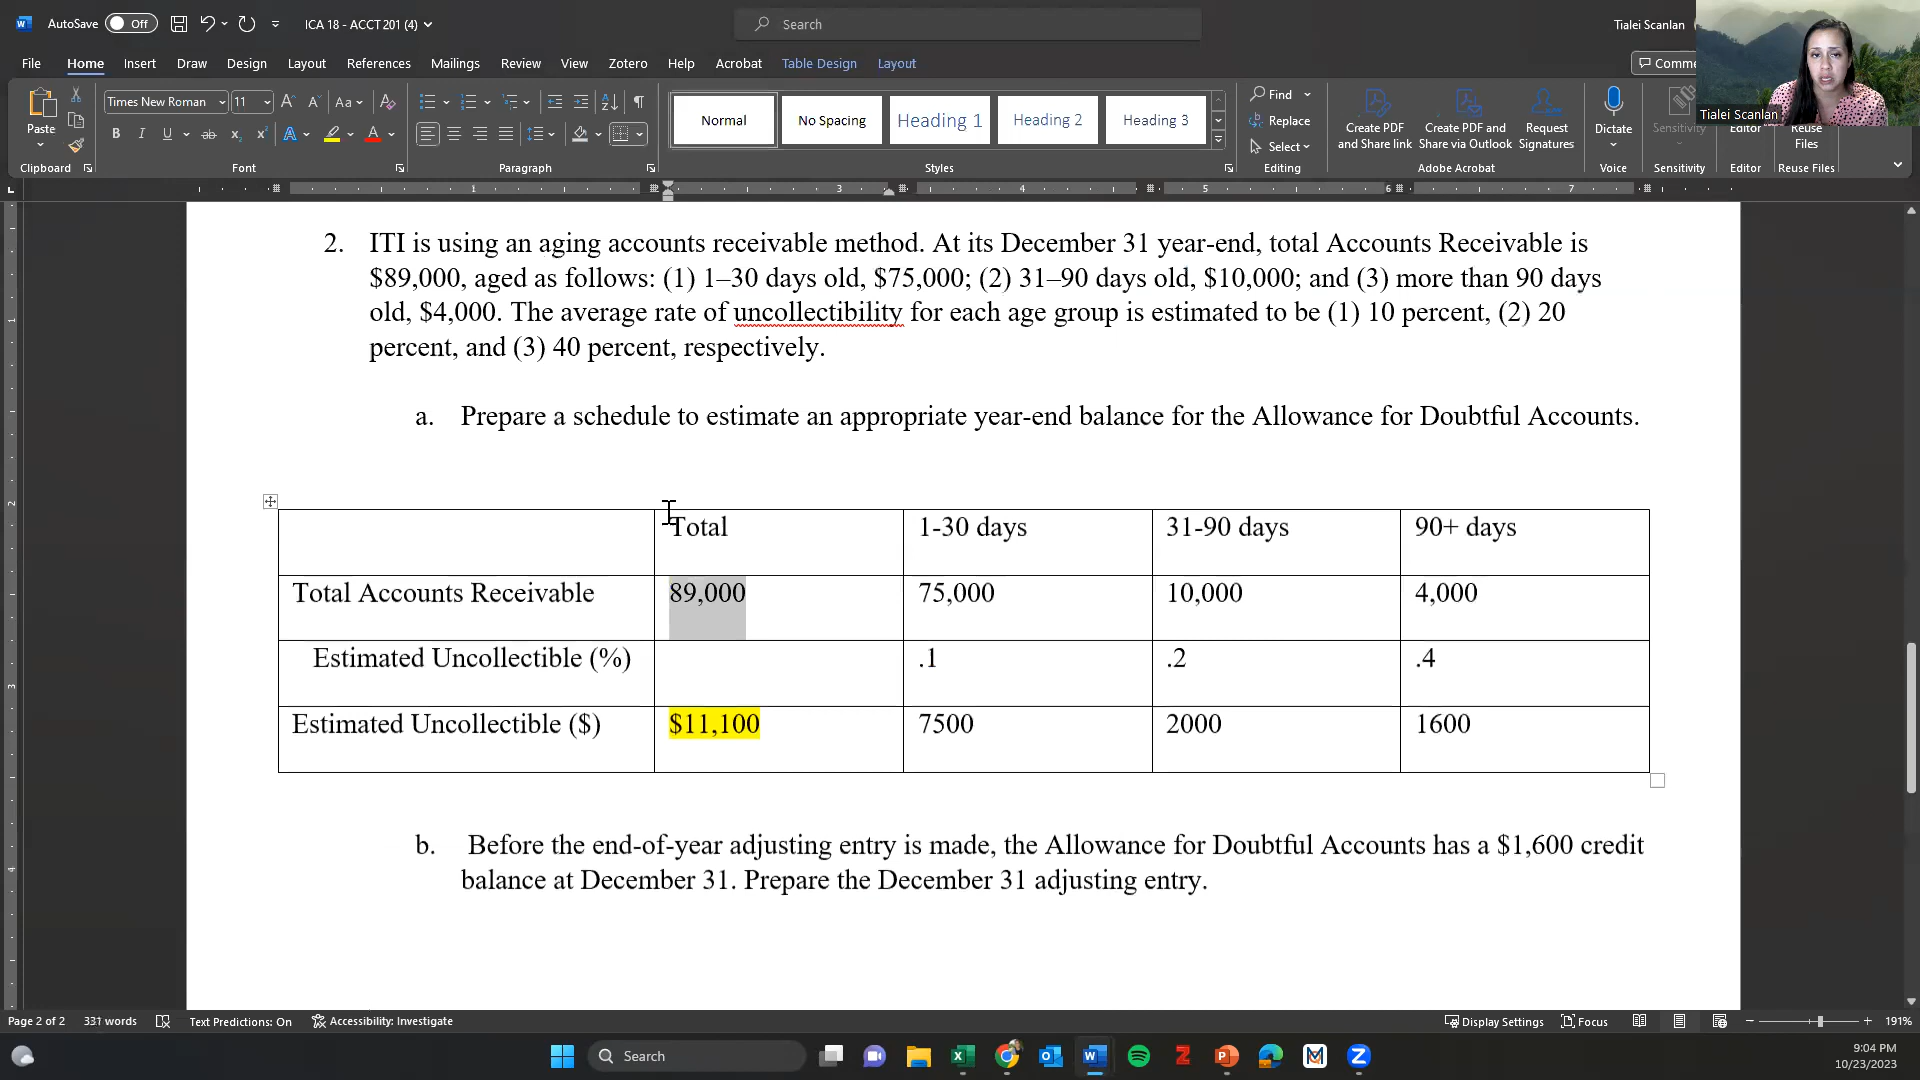 AutoSave Off
ICA 18 - ACCT 201 (4)
Search
Tialei Scanlan
File Home Insert Draw Design Layout References Mailings Review View Zotero Help Acrobat Table Design Layout
Comme
Paste
Times New Roman 11
Normal
No Spacing
Heading 1
Heading 2
Heading 3
Find
Replace
Select
Create PDF and Share link
Create PDF and Share via Outlook
Request Signatures
Dictate
Sensitivity
Editor
Reuse Files
Tialei Scanlan
Clipboard Font Paragraph Styles Editing Adobe Acrobat Voice Sensitivity Editor Reuse Files
1 3 4 5 6 7
2. ITI is using an aging accounts receivable method. At its December 31 year-end, total Accounts Receivable is
$89,000, aged as follows: (1) 1–30 days old, $75,000; (2) 31–90 days old, $10,000; and (3) more than 90 days
old, $4,000. The average rate of uncollectibility for each age group is estimated to be (1) 10 percent, (2) 20
percent, and (3) 40 percent, respectively.
a. Prepare a schedule to estimate an appropriate year-end balance for the Allowance for Doubtful Accounts.
Total 1-30 days 31-90 days 90+ days
Total Accounts Receivable 89,000 75,000 10,000 4,000
Estimated Uncollectible (%) .1 .2 .4
Estimated Uncollectible ($) $11,100 7500 2000 1600
b. Before the end-of-year adjusting entry is made, the Allowance for Doubtful Accounts has a $1,600 credit
balance at December 31. Prepare the December 31 adjusting entry.
Page 2 of 2 331 words Text Predictions: On Accessibility: Investigate
Display Settings Focus 191%
Search
9:04 PM
10/23/2023